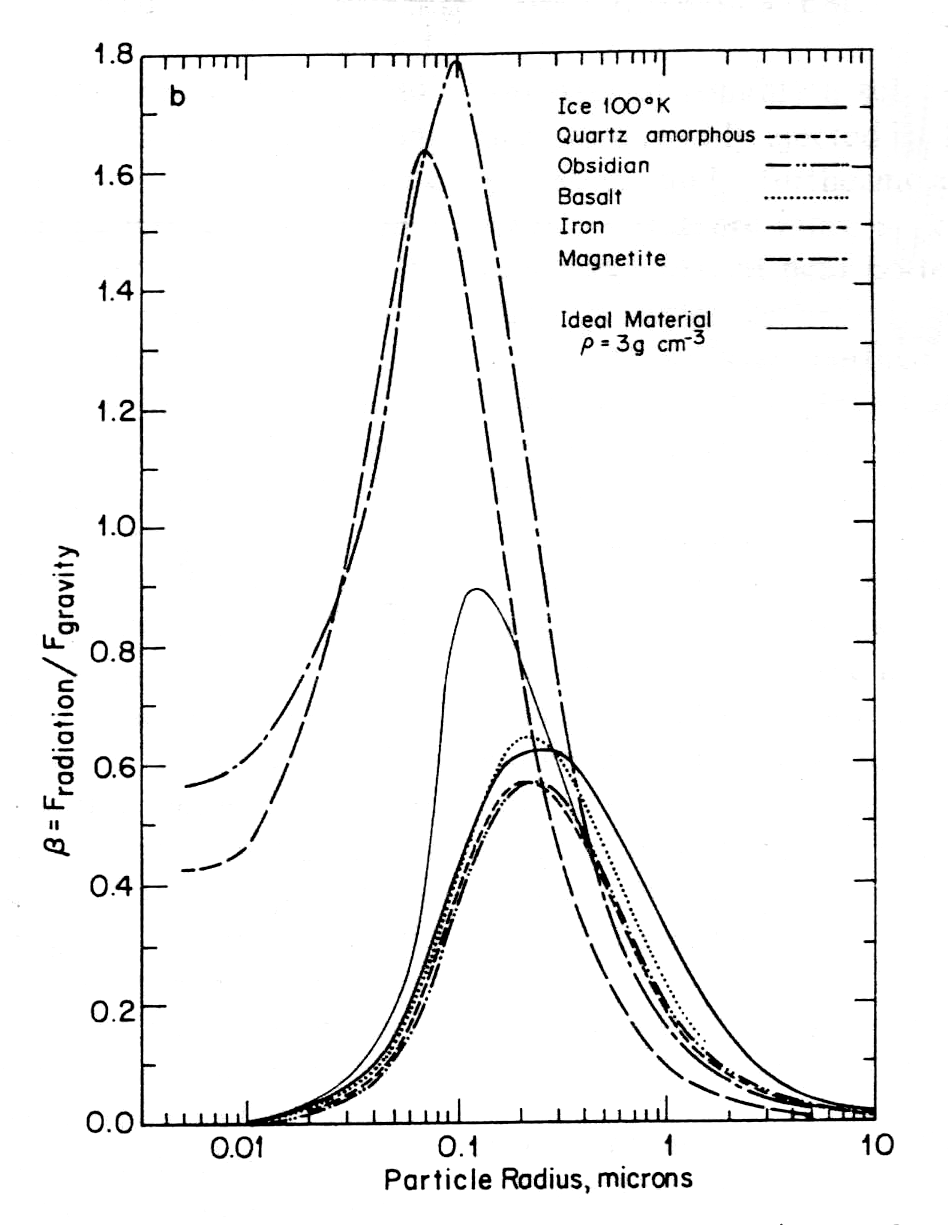 b
1.8
1.6
1.4
1.2
1.0
0.8
0.6
0.4
0.2
0.0
β = Fradiation / Fgravity
Ice 100°K
Quartz amorphous
Obsidian
Basalt
Iron
Magnetite
Ideal Material
ρ = 3g cm-3
0.01
0.1
1
10
Particle Radius, microns